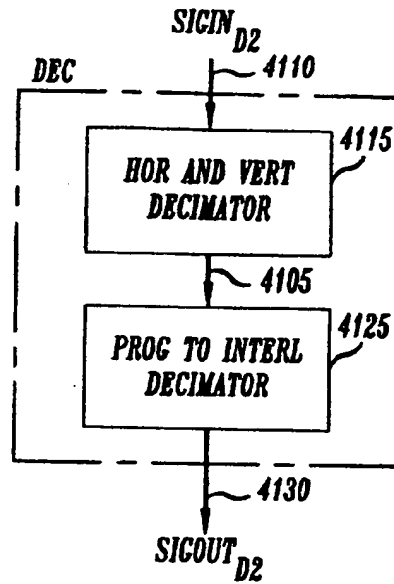 SIGIN D2
4110
DEC
4115
HOR AND VERT
DECIMATOR
4105
4125
PROG TO INTERL
DECIMATOR
4130
SIGOUT D2